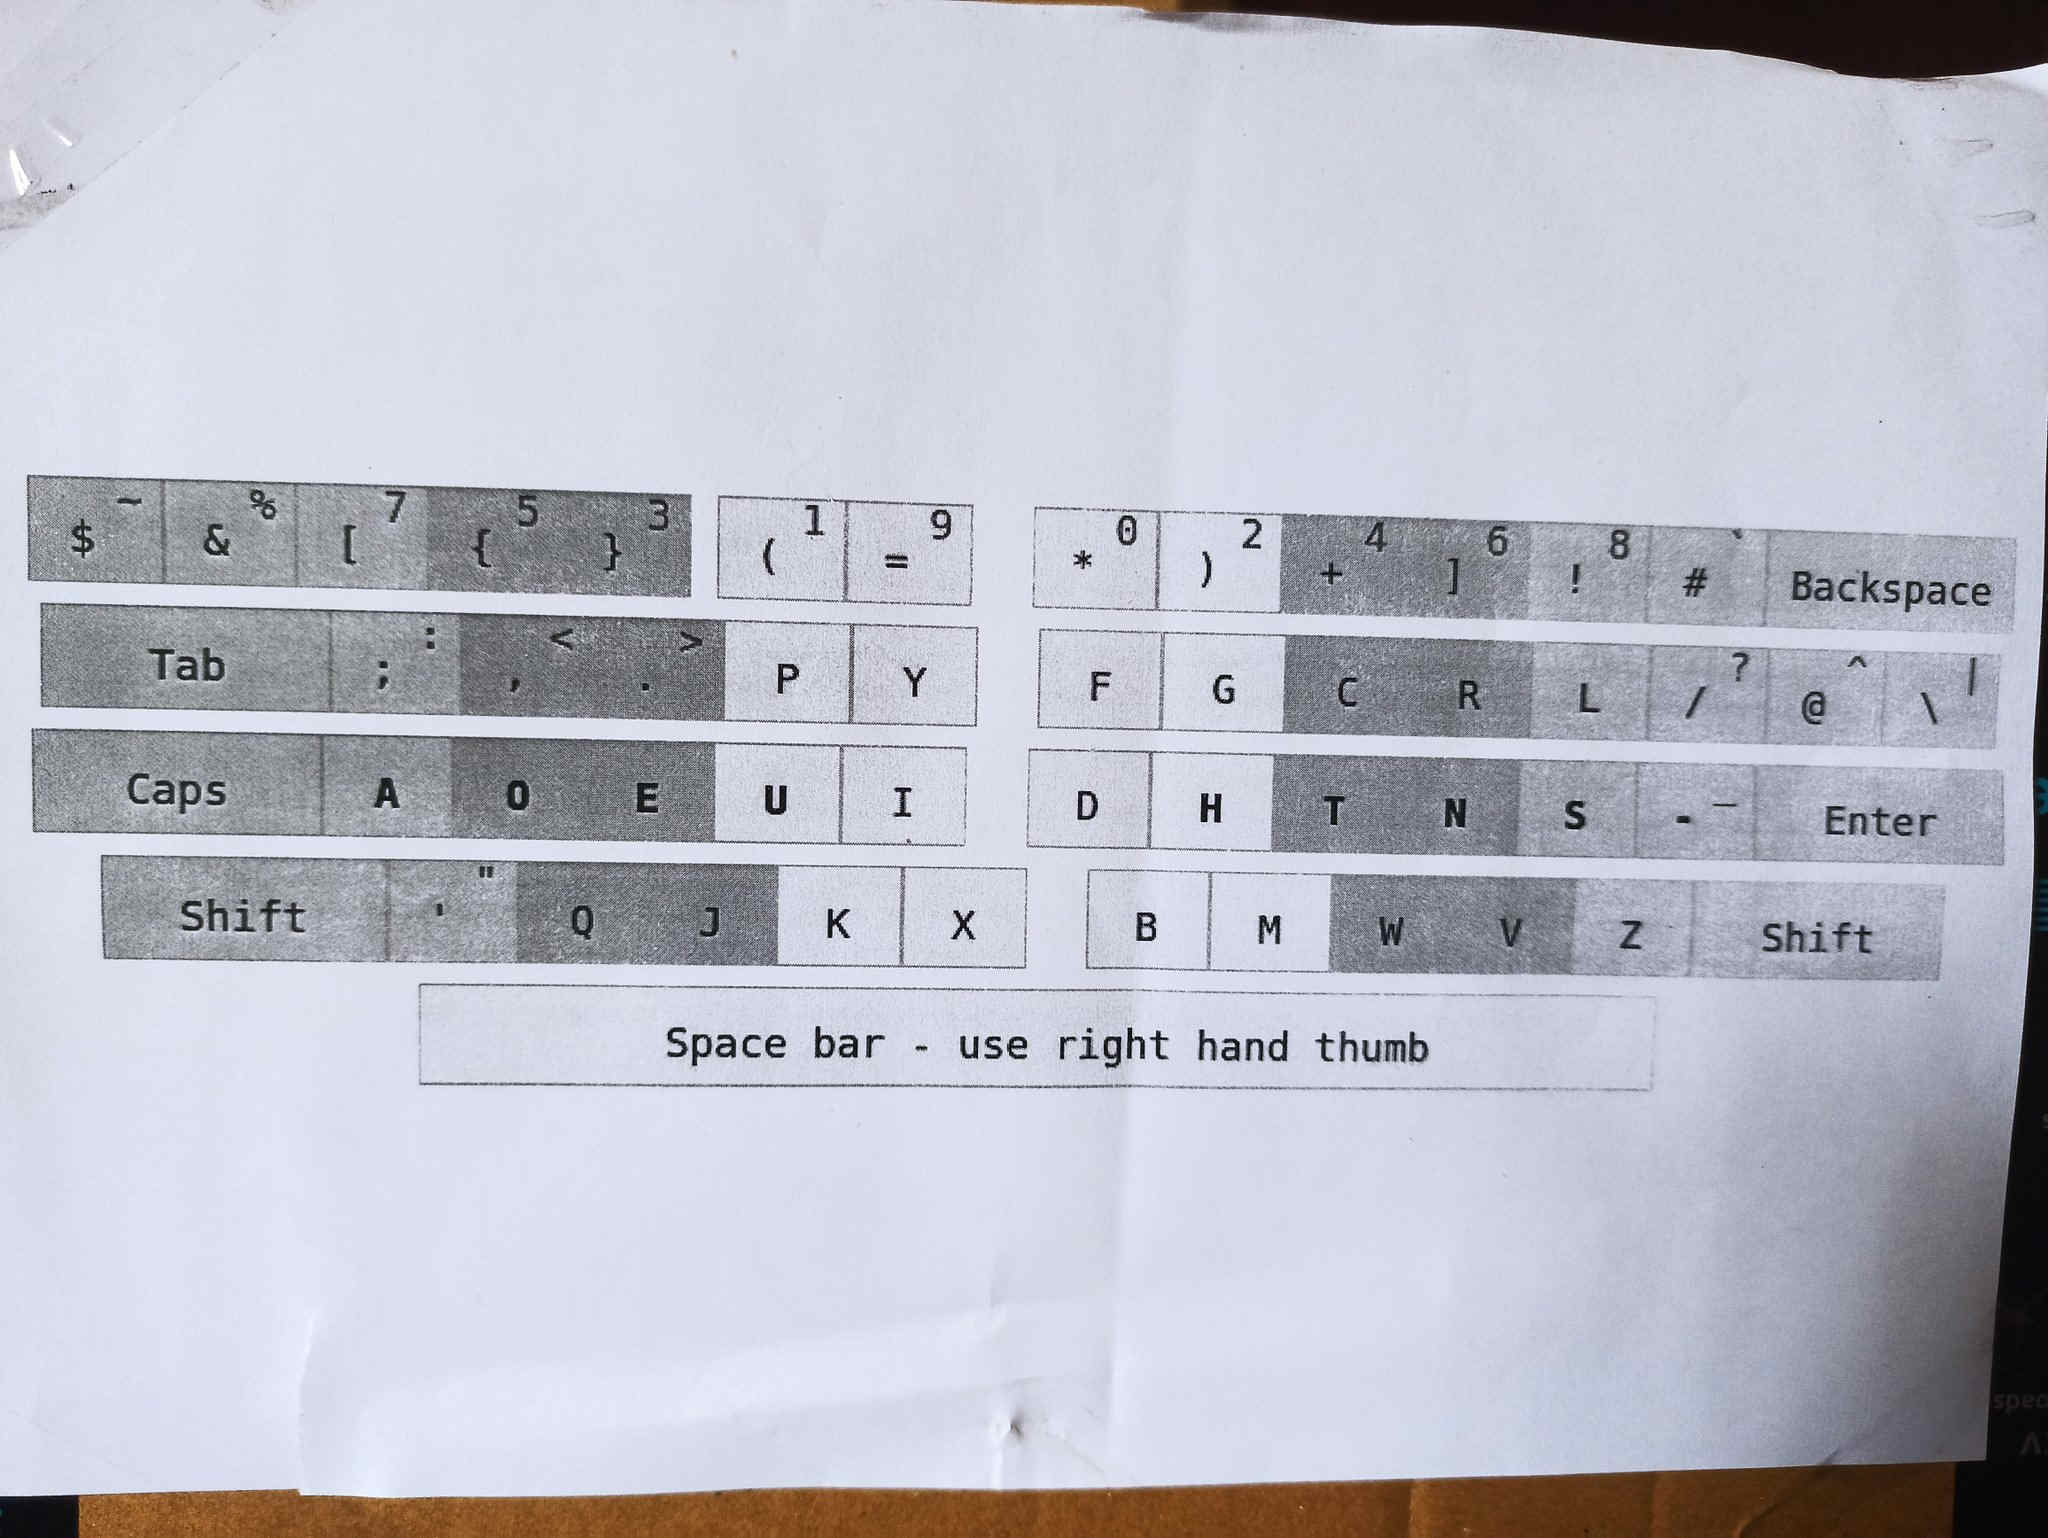 $ ~ & % [ 7 { 5 } 3 ( 1 = 9 * 0 ) 2 + 4 ] 6 ! 8 # ` Backspace
Tab ; : , < . > P Y F G C R L / ? @ ^ \ |
Caps A O E U I D H T N S - _ Enter
Shift ' " Q J K X B M W V Z Shift
Space bar - use right hand thumb